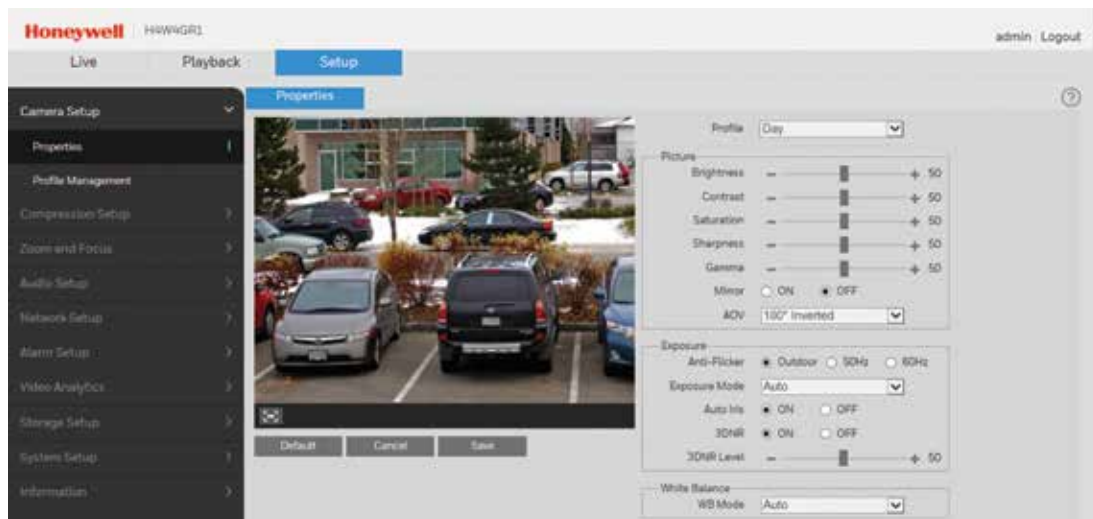 Honeywell H4W4GR1
admin Logout
Live Playback Setup
Camera Setup
Properties
Profile Management
Compression Setup
Zoom and Focus
Audio Setup
Network Setup
Alarm Setup
Video Analytics
Storage Setup
System Setup
Information
Properties
?
Default Cancel Save
Profile Day
Picture
Brightness - + 50
Contrast - + 50
Saturation - + 50
Sharpness - + 50
Gamma - + 50
Mirror ON OFF
AOV 180° Inverted
Exposure
Anti-Flicker Outdoor 50Hz 60Hz
Exposure Mode Auto
Auto Iris ON OFF
3DNR ON OFF
3DNR Level - + 50
White Balance
WB Mode Auto